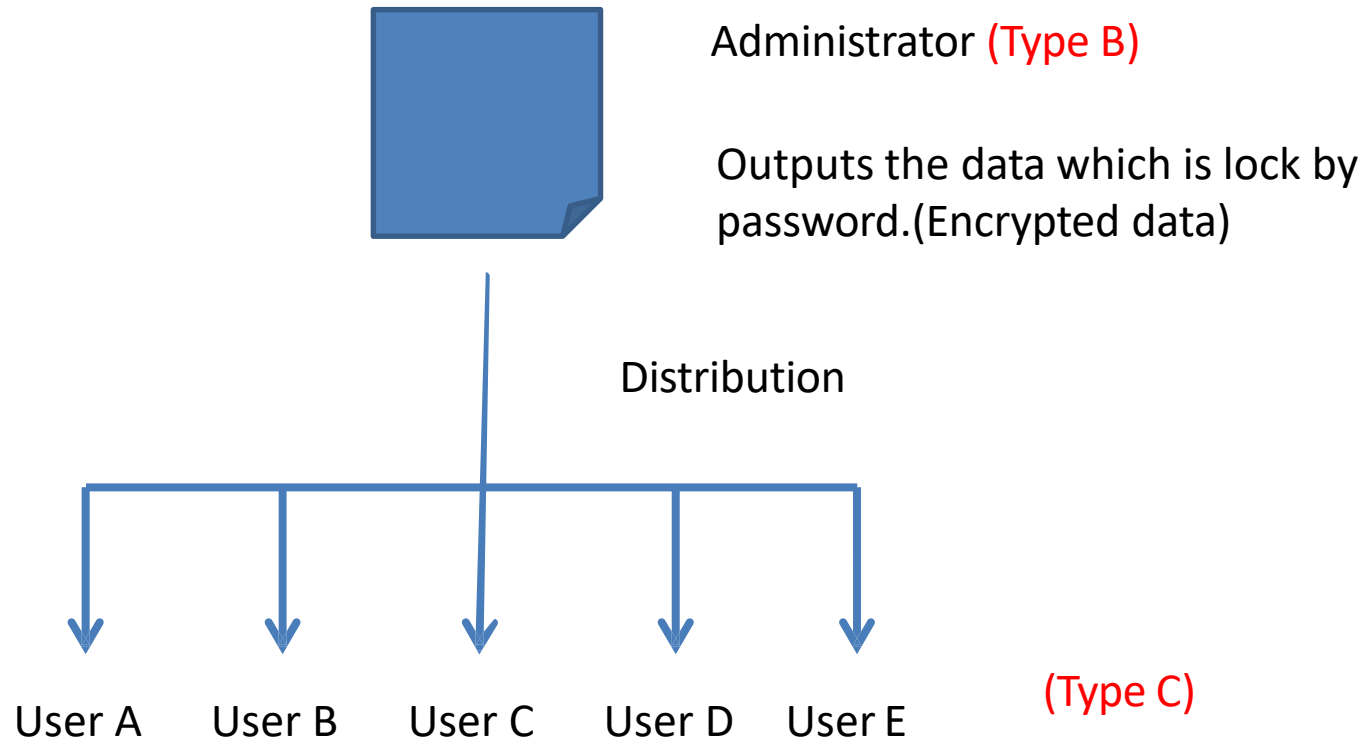 Administrator (Type B)
Outputs the data which is lock by
password.(Encrypted data)
Distribution
(Type C)
User A User B User C User D User E